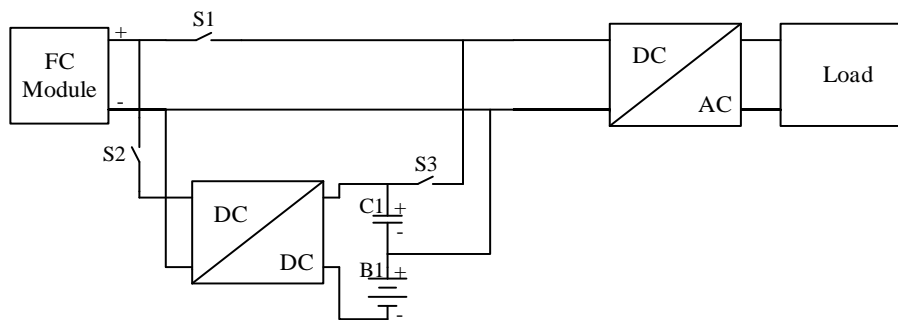 S1
+
FC
Module
-
DC
AC
Load
S2
S3
DC
DC
C1
+
-
B1
+
-